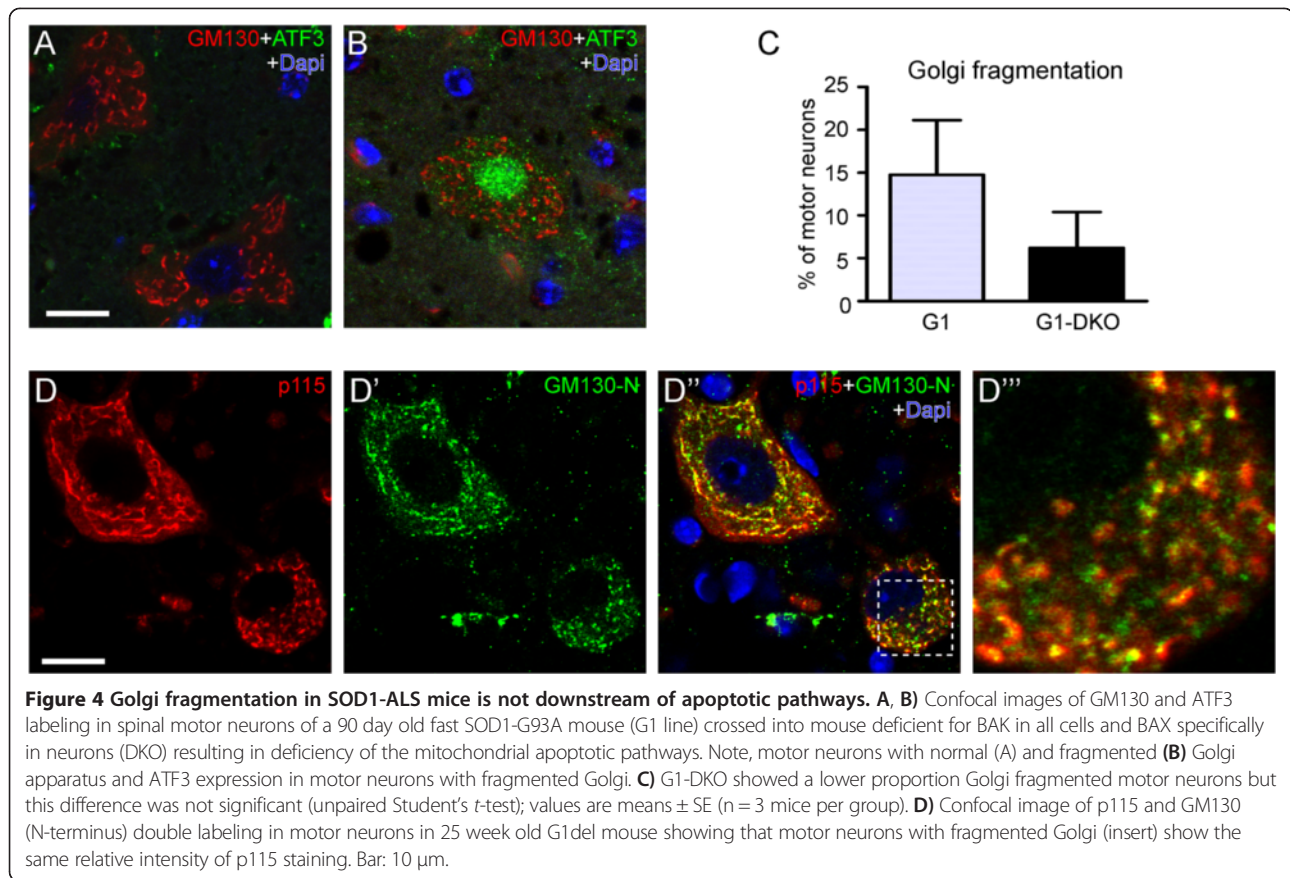 A
GM130+ATF3
+Dapi
B
GM130+ATF3
+Dapi
C
Golgi fragmentation
25
20
15
10
5
0
% of motor neurons
G1
G1-DKO
D
p115
D'
GM130-N
D''
p115+GM130-N
+Dapi
D'''
Figure 4 Golgi fragmentation in SOD1-ALS mice is not downstream of apoptotic pathways. A, B) Confocal images of GM130 and ATF3
labeling in spinal motor neurons of a 90 day old fast SOD1-G93A mouse (G1 line) crossed into mouse deficient for BAK in all cells and BAX specifically
in neurons (DKO) resulting in deficiency of the mitochondrial apoptotic pathways. Note, motor neurons with normal (A) and fragmented (B) Golgi
apparatus and ATF3 expression in motor neurons with fragmented Golgi. C) G1-DKO showed a lower proportion Golgi fragmented motor neurons but
this difference was not significant (unpaired Student's t-test); values are means ± SE (n = 3 mice per group). D) Confocal image of p115 and GM130
(N-terminus) double labeling in motor neurons in 25 week old G1del mouse showing that motor neurons with fragmented Golgi (insert) show the
same relative intensity of p115 staining. Bar: 10 μm.